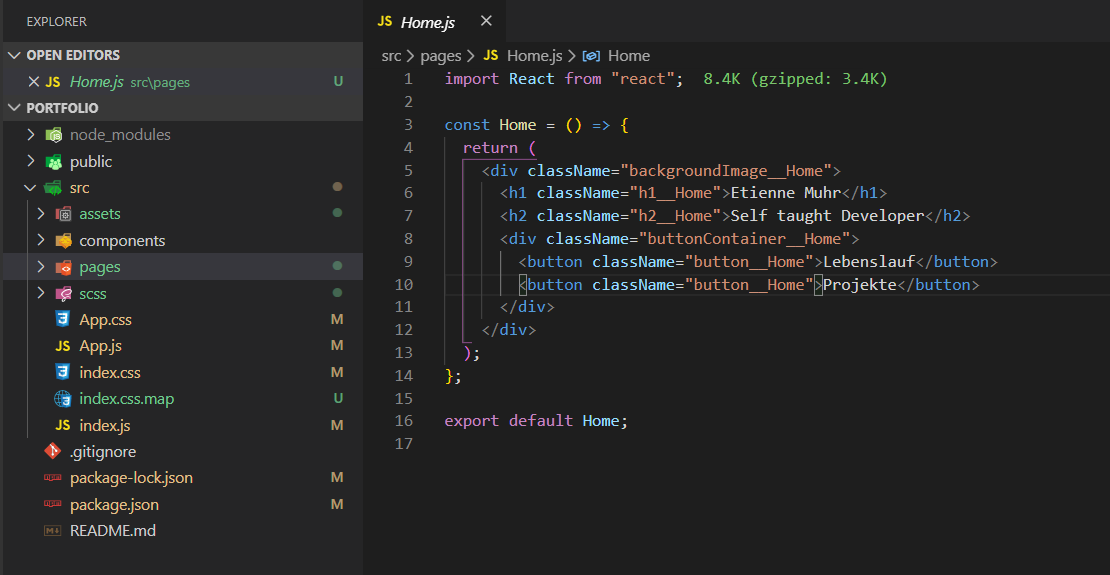 EXPLORER
OPEN EDITORS
JS Home.js src\pages U
PORTFOLIO
node_modules
public
src
assets
components
pages
scss
App.css M
JS App.js M
index.css M
index.css.map U
JS index.js M
.gitignore
package-lock.json M
package.json M
README.md
JS Home.js
src > pages > JS Home.js > Home
1 import React from "react"; 8.4K (gzipped: 3.4K)
2
3 const Home = () => {
4 return (
5 <div className="backgroundImage__Home">
6 <h1 className="h1__Home">Etienne Muhr</h1>
7 <h2 className="h2__Home">Self taught Developer</h2>
8 <div className="buttonContainer__Home">
9 <button className="button__Home">Lebenslauf</button>
10 <button className="button__Home">Projekte</button>
11 </div>
12 </div>
13 );
14 };
15
16 export default Home;
17